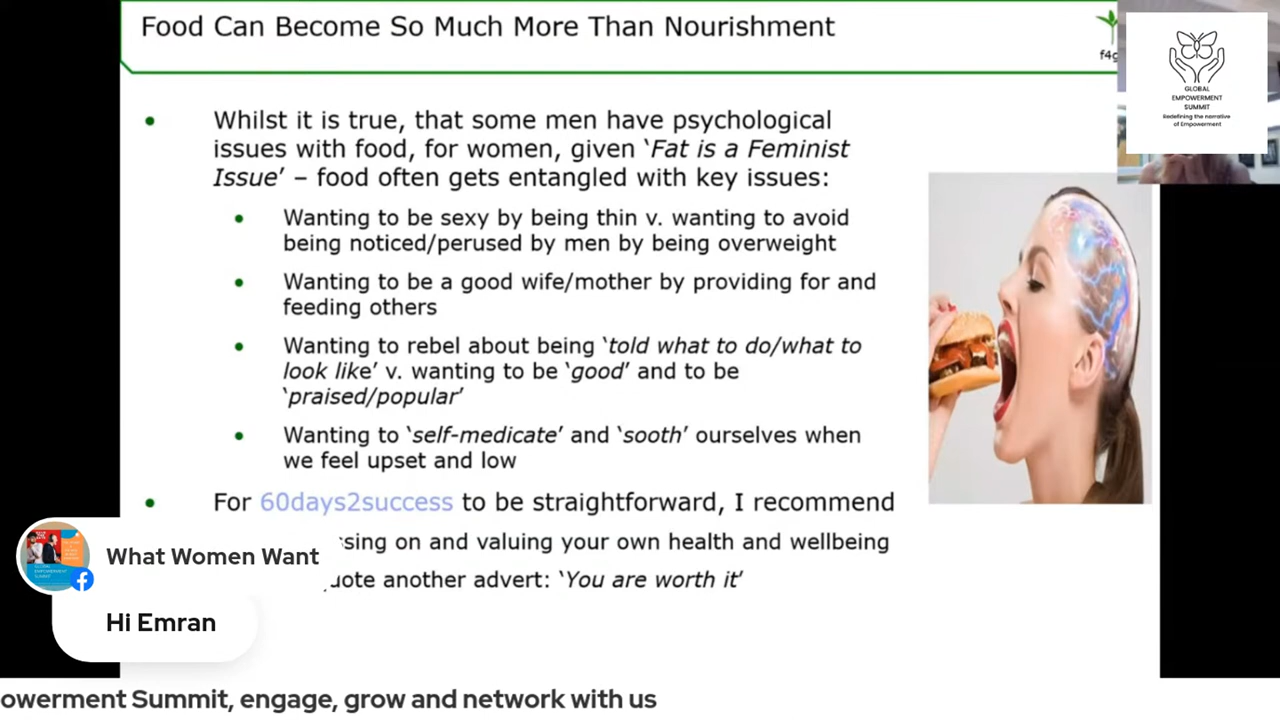 Food Can Become So Much More Than Nourishment
f4g
GLOBAL
EMPOWERMENT
SUMMIT
Redefining the narrative
of Empowerment
Whilst it is true, that some men have psychological
issues with food, for women, given ‘Fat is a Feminist
Issue’ – food often gets entangled with key issues:
Wanting to be sexy by being thin v. wanting to avoid
being noticed/perused by men by being overweight
Wanting to be a good wife/mother by providing for and
feeding others
Wanting to rebel about being ‘told what to do/what to
look like’ v. wanting to be ‘good’ and to be
‘praised/popular’
Wanting to ‘self-medicate’ and ‘sooth’ ourselves when
we feel upset and low
For 60days2success to be straightforward, I recommend
sing on and valuing your own health and wellbeing
uote another advert: ‘You are worth it’
What Women Want
Hi Emran
owerment Summit, engage, grow and network with us